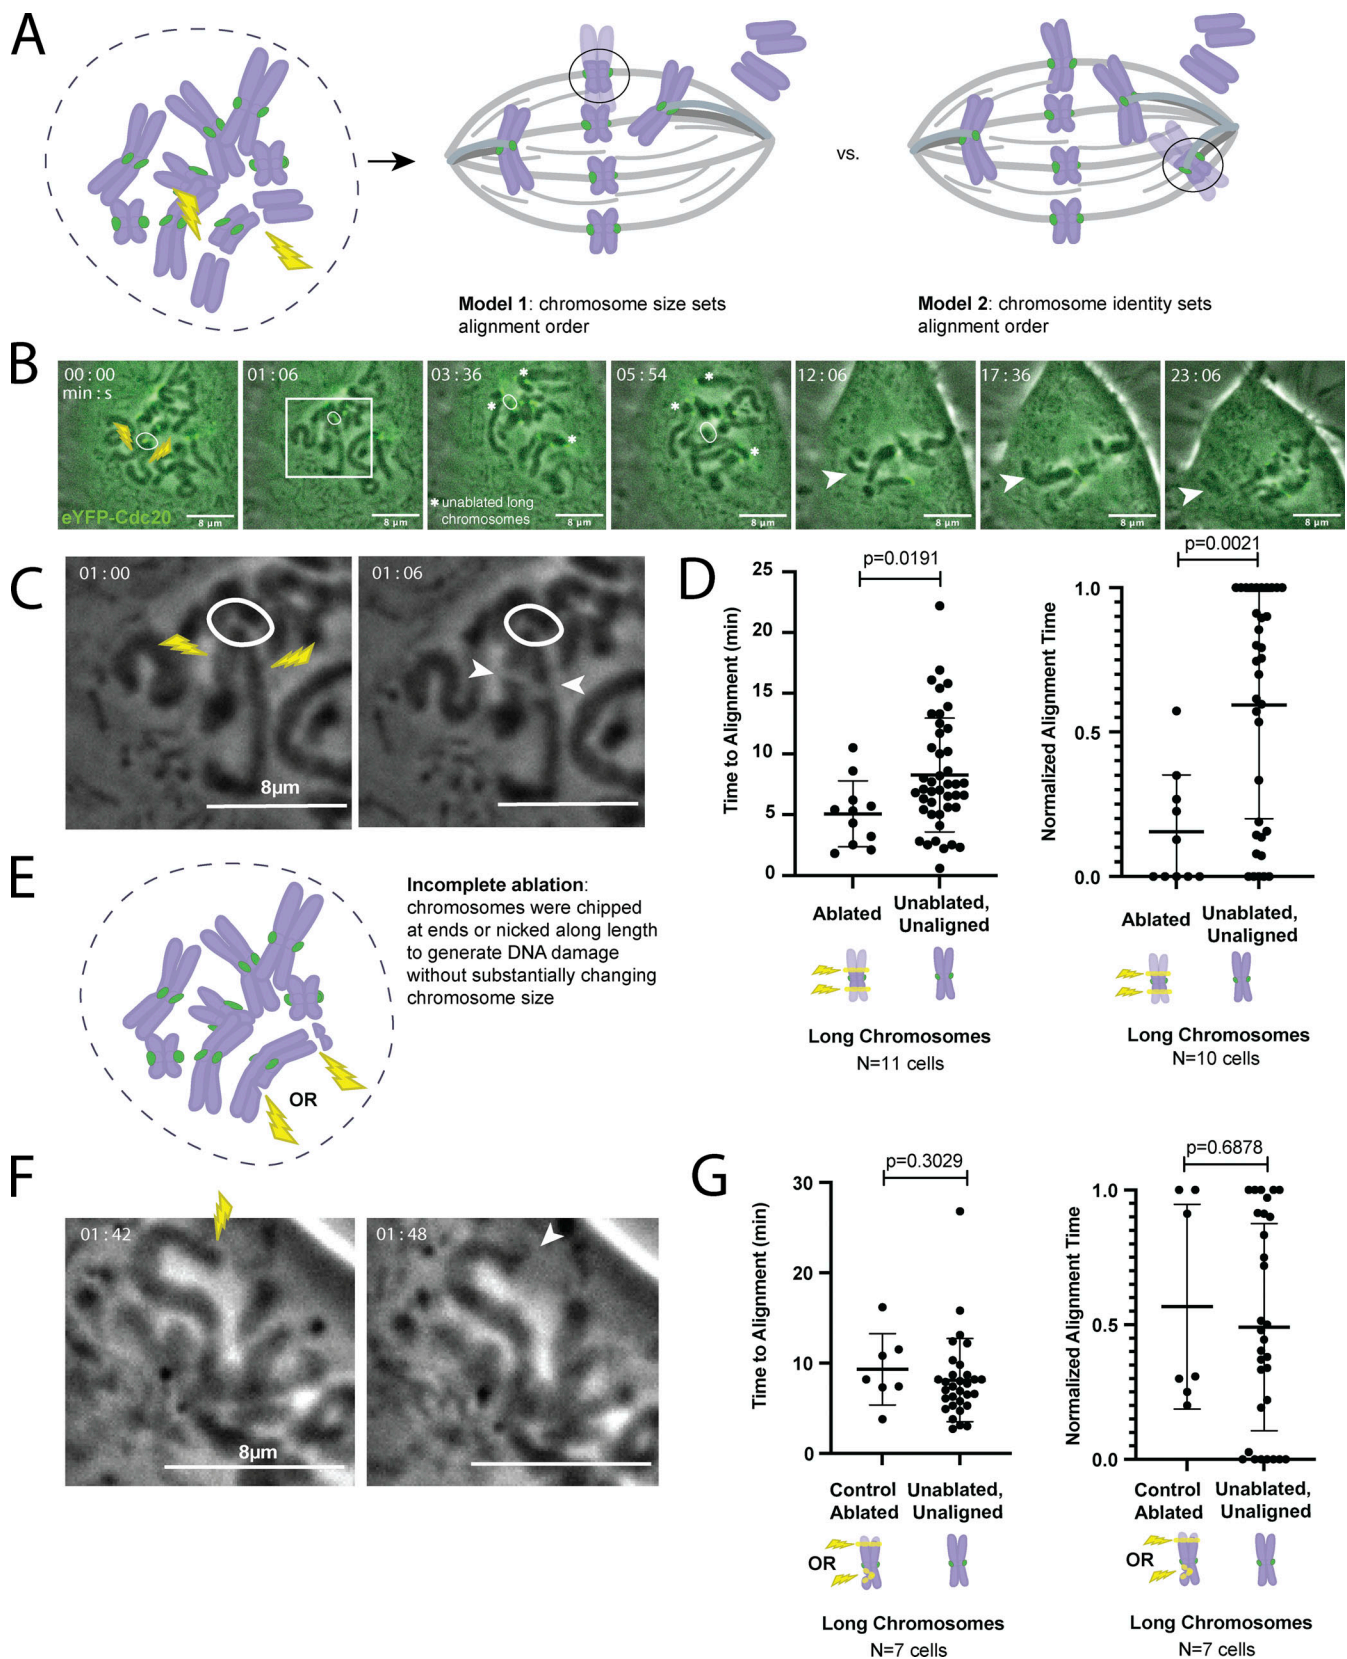 A
vs.
Model 1: chromosome size sets
alignment order
Model 2: chromosome identity sets
alignment order
B
00:00
min:s
01:06
03:36
05:54
12:06
17:36
23:06
eYFP-Cdc20
* unablated long
chromosomes
8 µm
8 µm
8 µm
8 µm
8 µm
8 µm
8 µm
C
01:00
01:06
8µm
D
p=0.0191
Time to Alignment (min)
25
20
15
10
5
0
Ablated
Unablated,
Unaligned
Long Chromosomes
N=11 cells
p=0.0021
Normalized Alignment Time
1.0
0.5
0.0
Ablated
Unablated,
Unaligned
Long Chromosomes
N=10 cells
E
Incomplete ablation:
chromosomes were chipped
at ends or nicked along length
to generate DNA damage
without substantially changing
chromosome size
OR
F
01:42
01:48
8µm
G
p=0.3029
Time to Alignment (min)
30
20
10
0
Control
Ablated
Unablated,
Unaligned
OR
Long Chromosomes
N=7 cells
p=0.6878
Normalized Alignment Time
1.0
0.5
0.0
Control
Ablated
Unablated,
Unaligned
OR
Long Chromosomes
N=7 cells